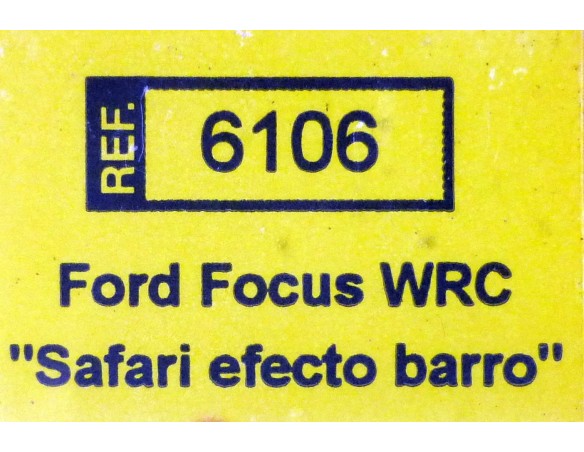 REF. 6106
Ford Focus WRC
"Safari efecto barro"